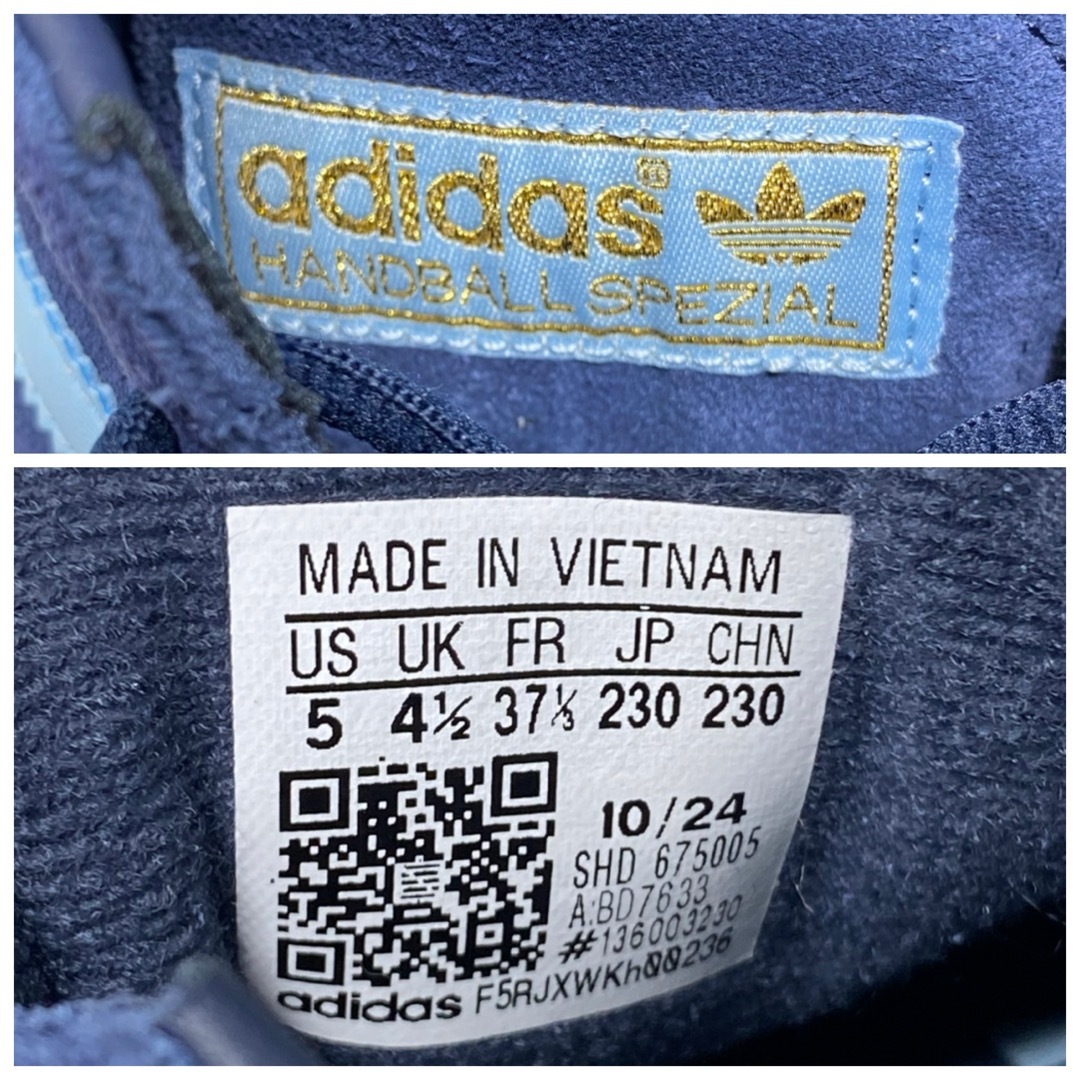 adidas
HANDBALL SPEZIAL
MADE IN VIETNAM
US UK FR JP CHN
5 4½ 37⅓ 230 230
10/24
SHD 675005
A:BD7633
#136003230
adidas F5RJXWKh00236